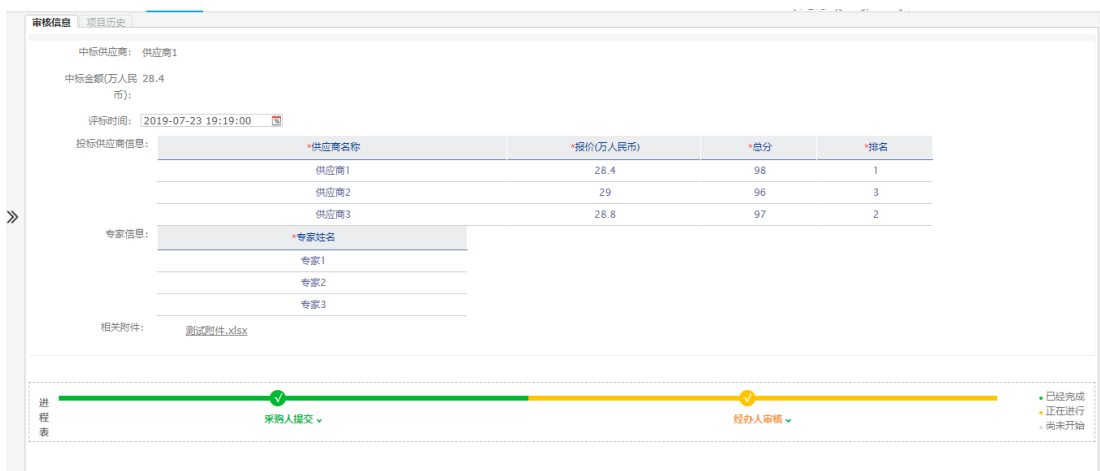 审核信息 项目历史
中标供应商： 供应商1
中标金额(万人民 28.4
币)：
评标时间： 2019-07-23 19:19:00
投标供应商信息： *供应商名称 *报价(万人民币) *总分 *排名
供应商1 28.4 98 1
供应商2 29 96 3
供应商3 28.8 97 2
专家信息： *专家姓名
专家1
专家2
专家3
相关附件： 测试附件.xlsx
进程表
采购人提交 经办人审核
已经完成
正在进行
尚未开始